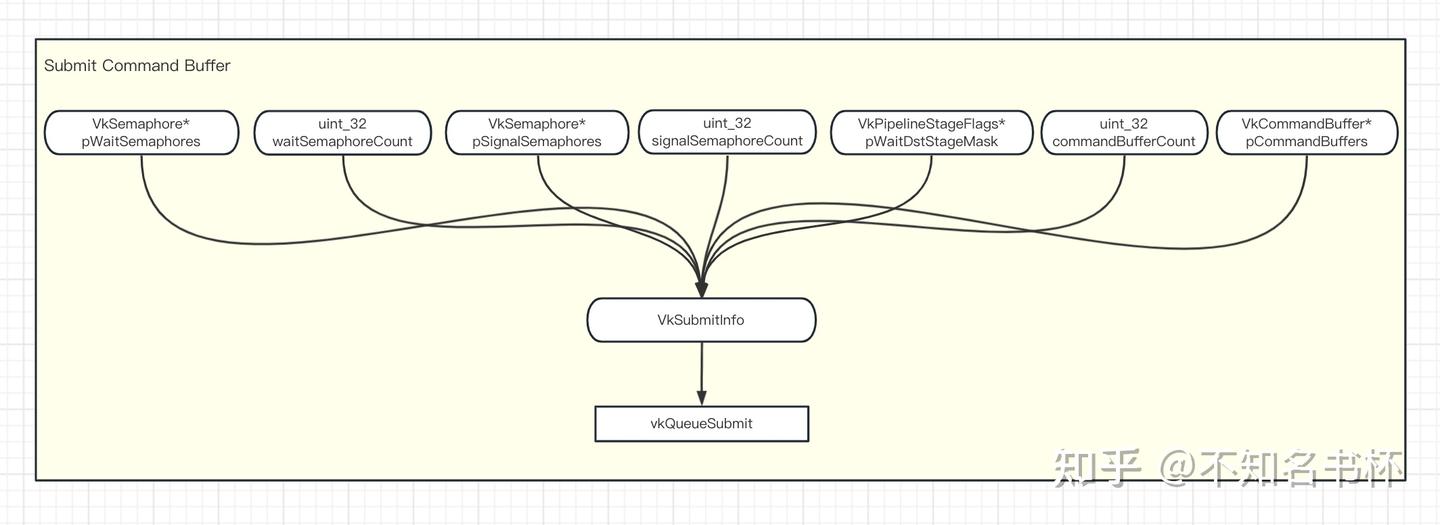 Submit Command Buffer
VkSemaphore*
pWaitSemaphores
uint_32
waitSemaphoreCount
VkSemaphore*
pSignalSemaphores
uint_32
signalSemaphoreCount
VkPipelineStageFlags*
pWaitDstStageMask
uint_32
commandBufferCount
VkCommandBuffer*
pCommandBuffers
VkSubmitInfo
vkQueueSubmit
知乎 @不知名书杯